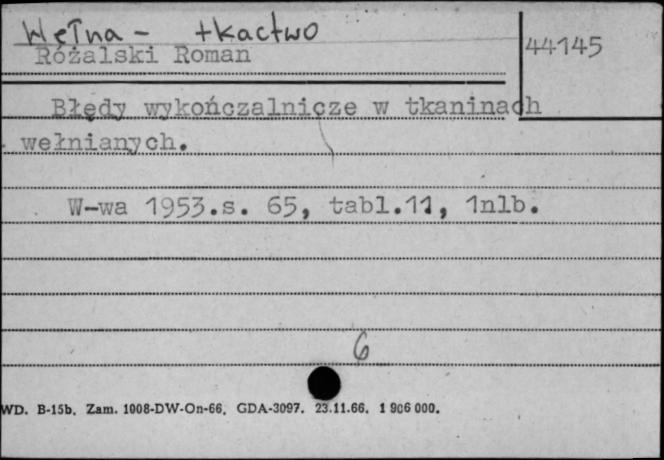 Wełna - tkactwo
Różalski Roman
44145
Błędy wykończalnicze w tkaninach
wełnianych.
W-wa 1953.s. 65, tabl.11, 1nlb.
6
WD. B-15b. Zam. 1008-DW-On-66. GDA-3097. 23.11.66. 1 906 000.